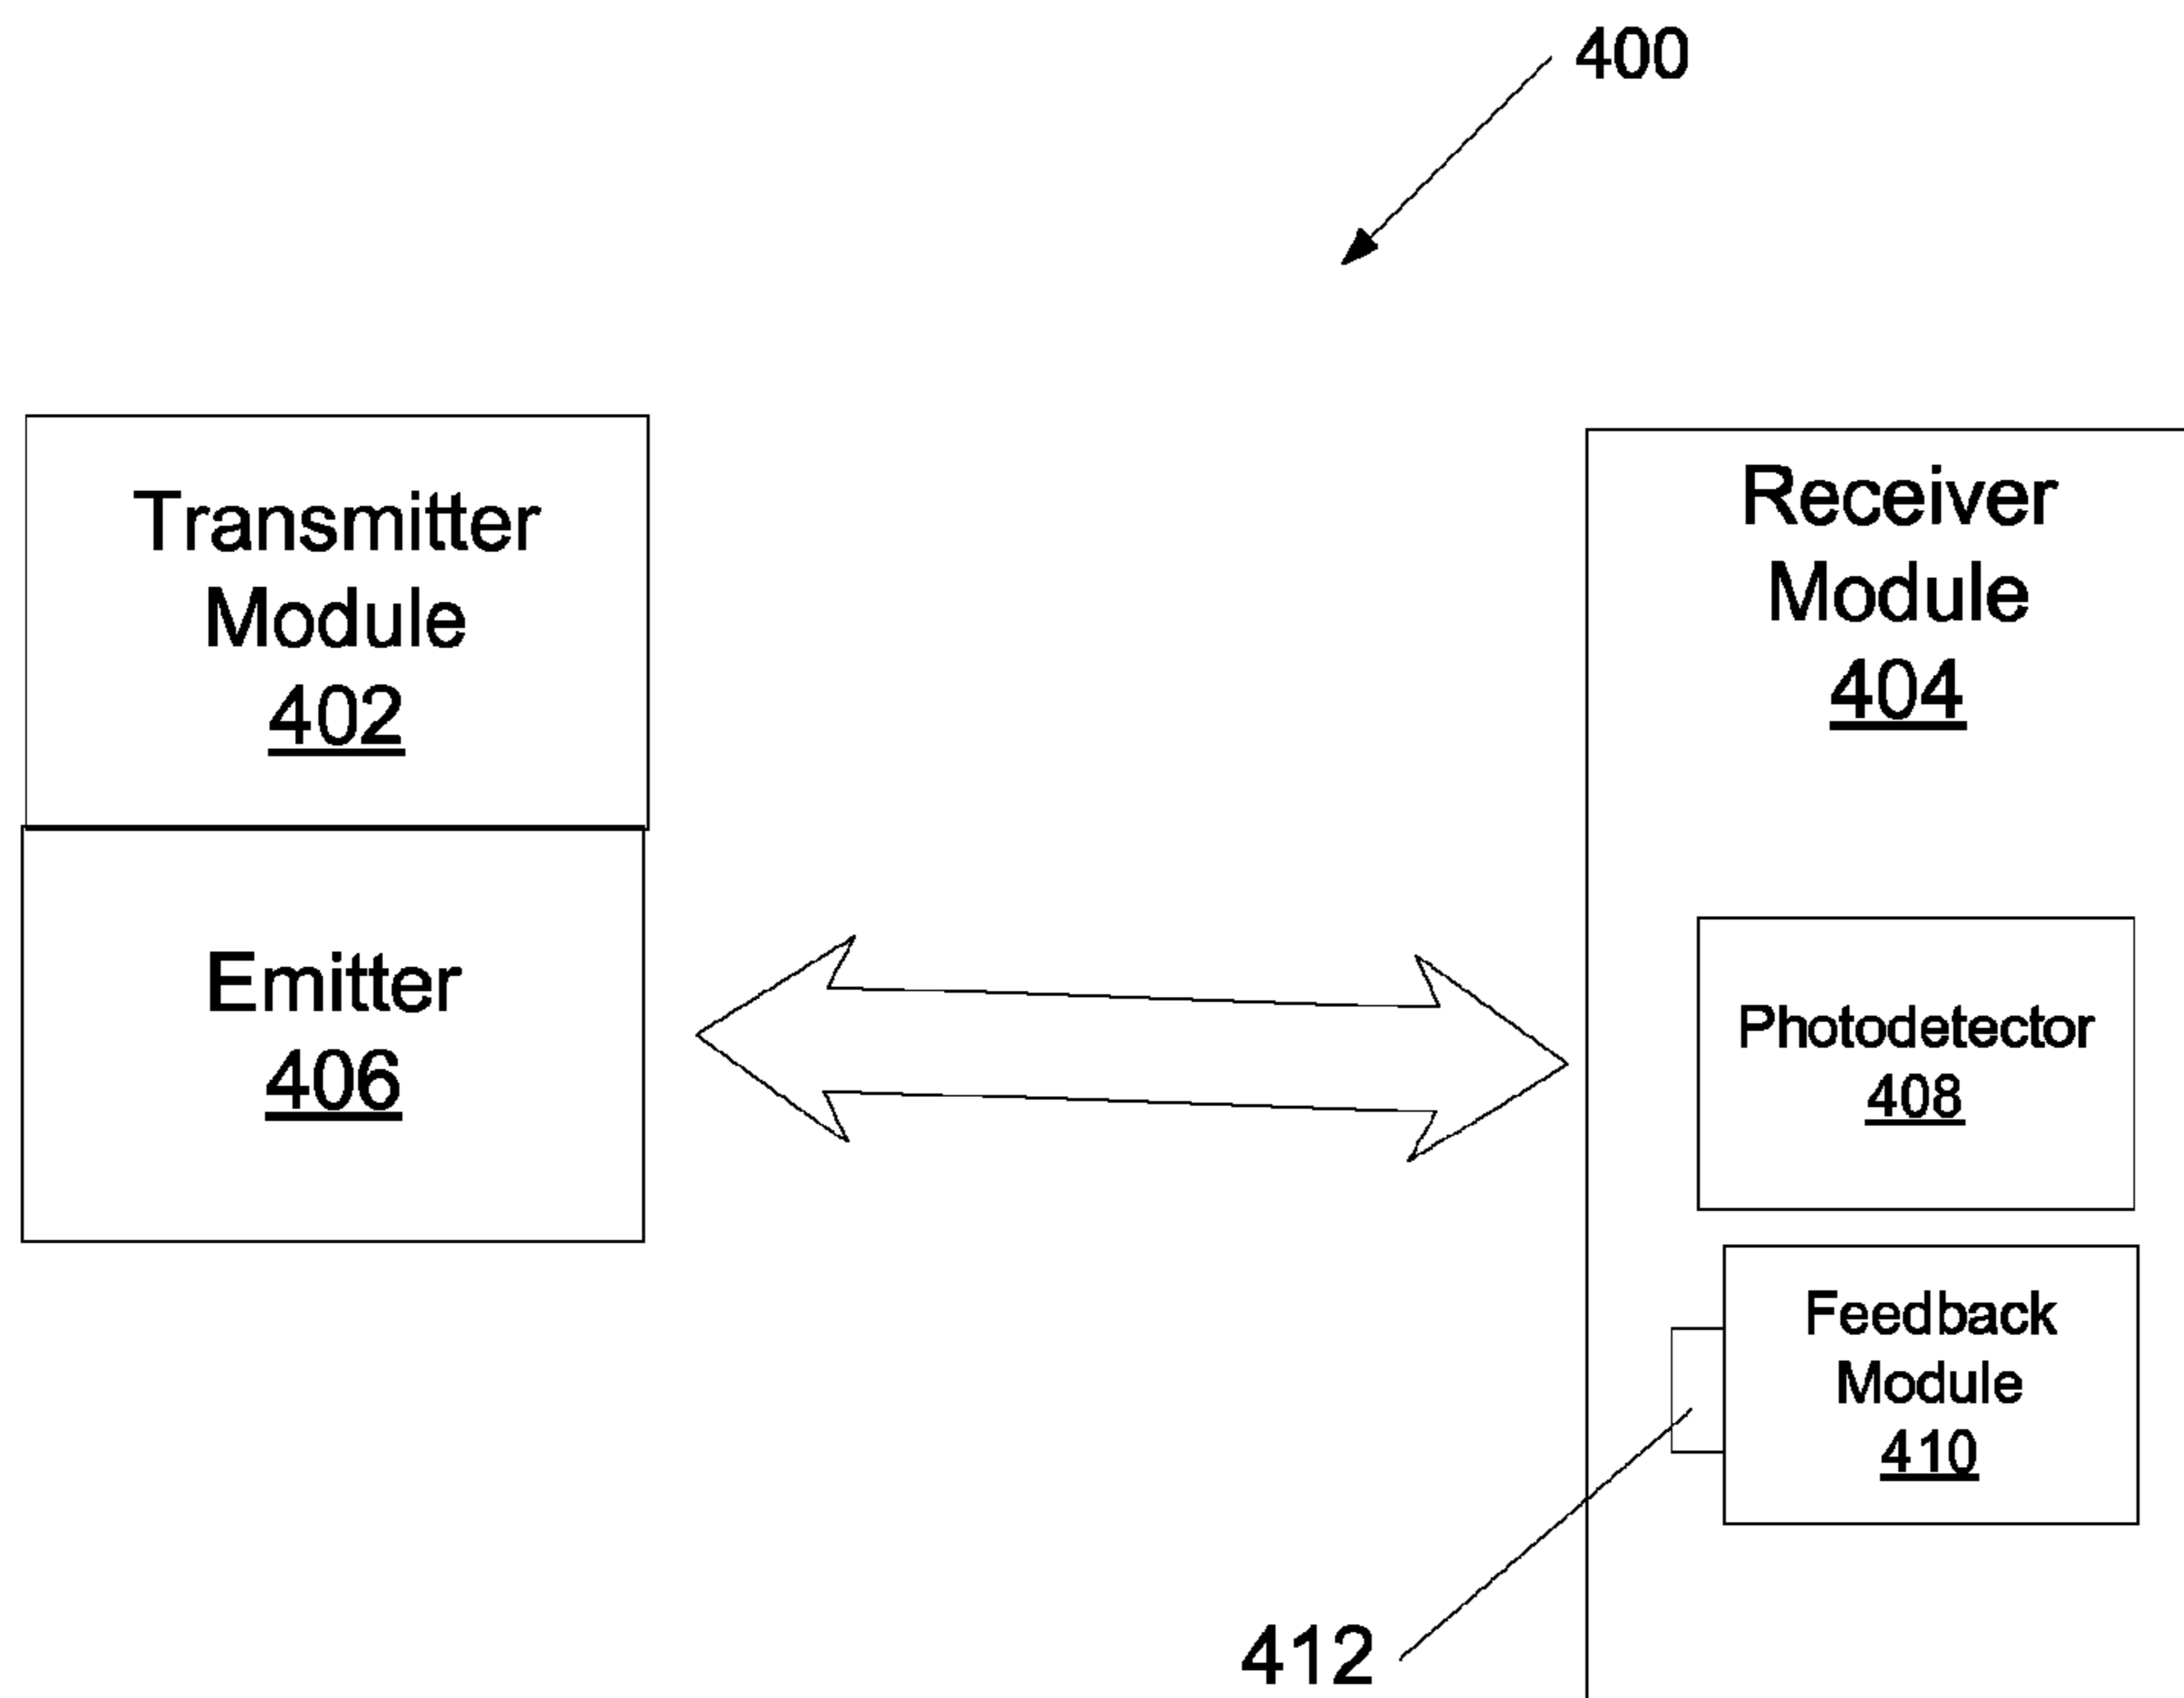 400
Transmitter
Module
402
Emitter
406
Receiver
Module
404
Photodetector
408
Feedback
Module
410
412